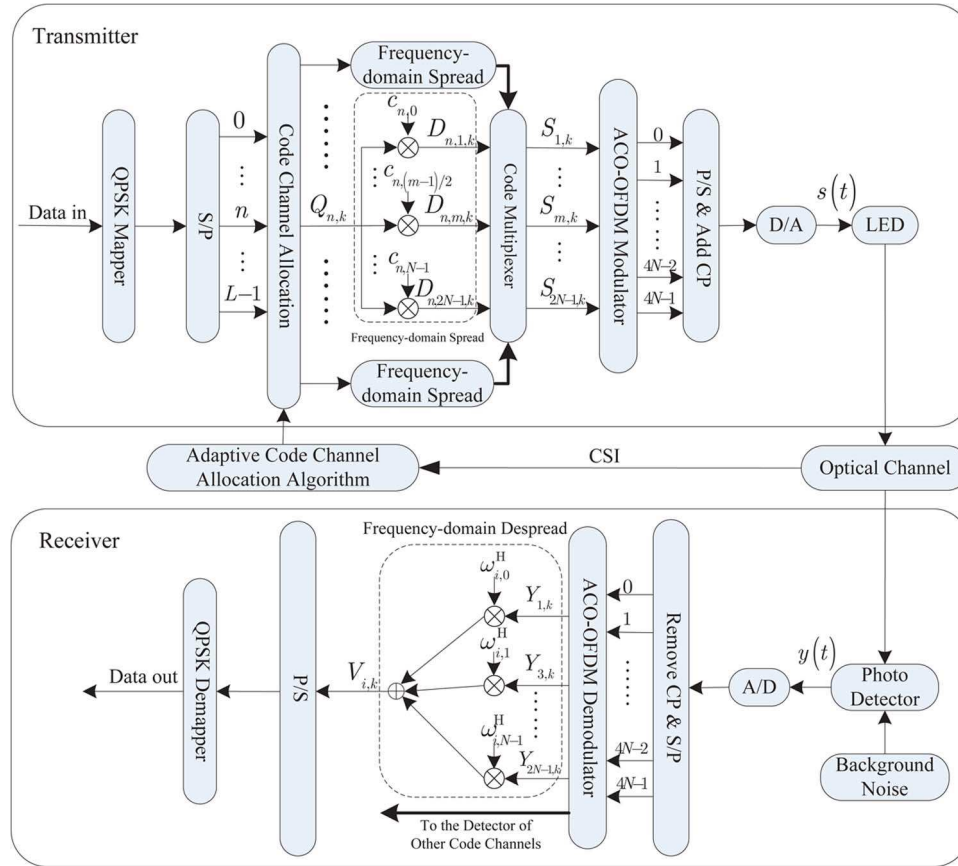 Transmitter
Data in
QPSK Mapper
S/P
0
⋯
n
⋯
L−1
Code Channel Allocation
Q_{n,k}
Frequency-
domain Spread
c_{n,0}
D_{n,1,k}
c_{n,(m−1)/2}
D_{n,m,k}
c_{n,N−1}
D_{n,2N−1,k}
Frequency-domain Spread
Frequency-
domain Spread
Code Multiplexer
S_{1,k}
S_{m,k}
S_{2N−1,k}
ACO-OFDM
Modulator
0
1
4N−2
4N−1
P/S & Add CP
D/A
s(t)
LED
Adaptive Code Channel
Allocation Algorithm
CSI
Optical Channel
Receiver
Data out
QPSK Demapper
P/S
V_{i,k}
Frequency-domain Despread
ω^H_{i,0}
Y_{1,k}
ω^H_{i,1}
Y_{3,k}
ω^H_{i,N−1}
Y_{2N−1,k}
To the Detector of
Other Code Channels
ACO-OFDM Demodulator
0
1
4N−2
4N−1
Remove CP & S/P
A/D
y(t)
Photo
Detector
Background
Noise